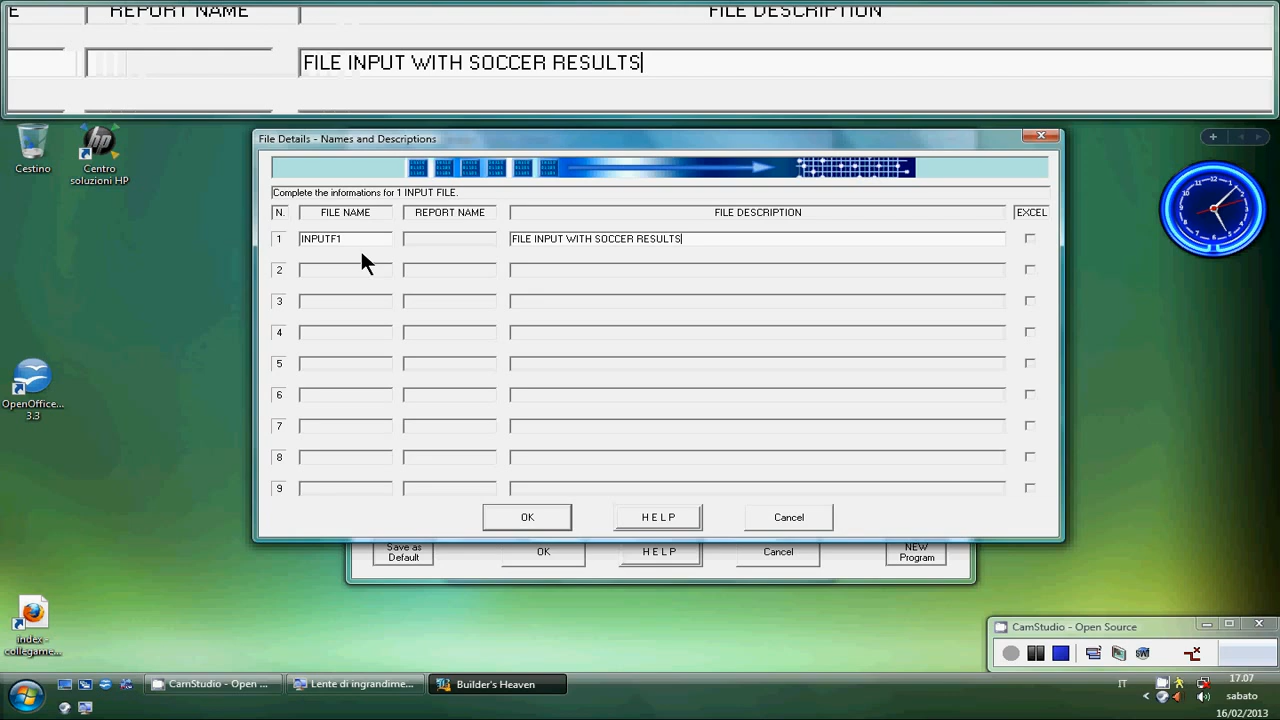 E REPORT NAME FILE DESCRIPTION
FILE INPUT WITH SOCCER RESULTS
Cestino
Centro
soluzioni HP
File Details - Names and Descriptions
Complete the informations for 1 INPUT FILE.
N. FILE NAME REPORT NAME FILE DESCRIPTION EXCEL
1 INPUTF1 FILE INPUT WITH SOCCER RESULTS
2
3
4
5
6
7
8
9
OK H E L P Cancel
Save as
Default
OK H E L P Cancel
NEW
Program
OpenOffice...
3.3
index -
collegame...
CamStudio - Open Source
CamStudio - Open ...
Lente di ingrandime...
Builder's Heaven
IT
17.07
sabato
16/02/2013